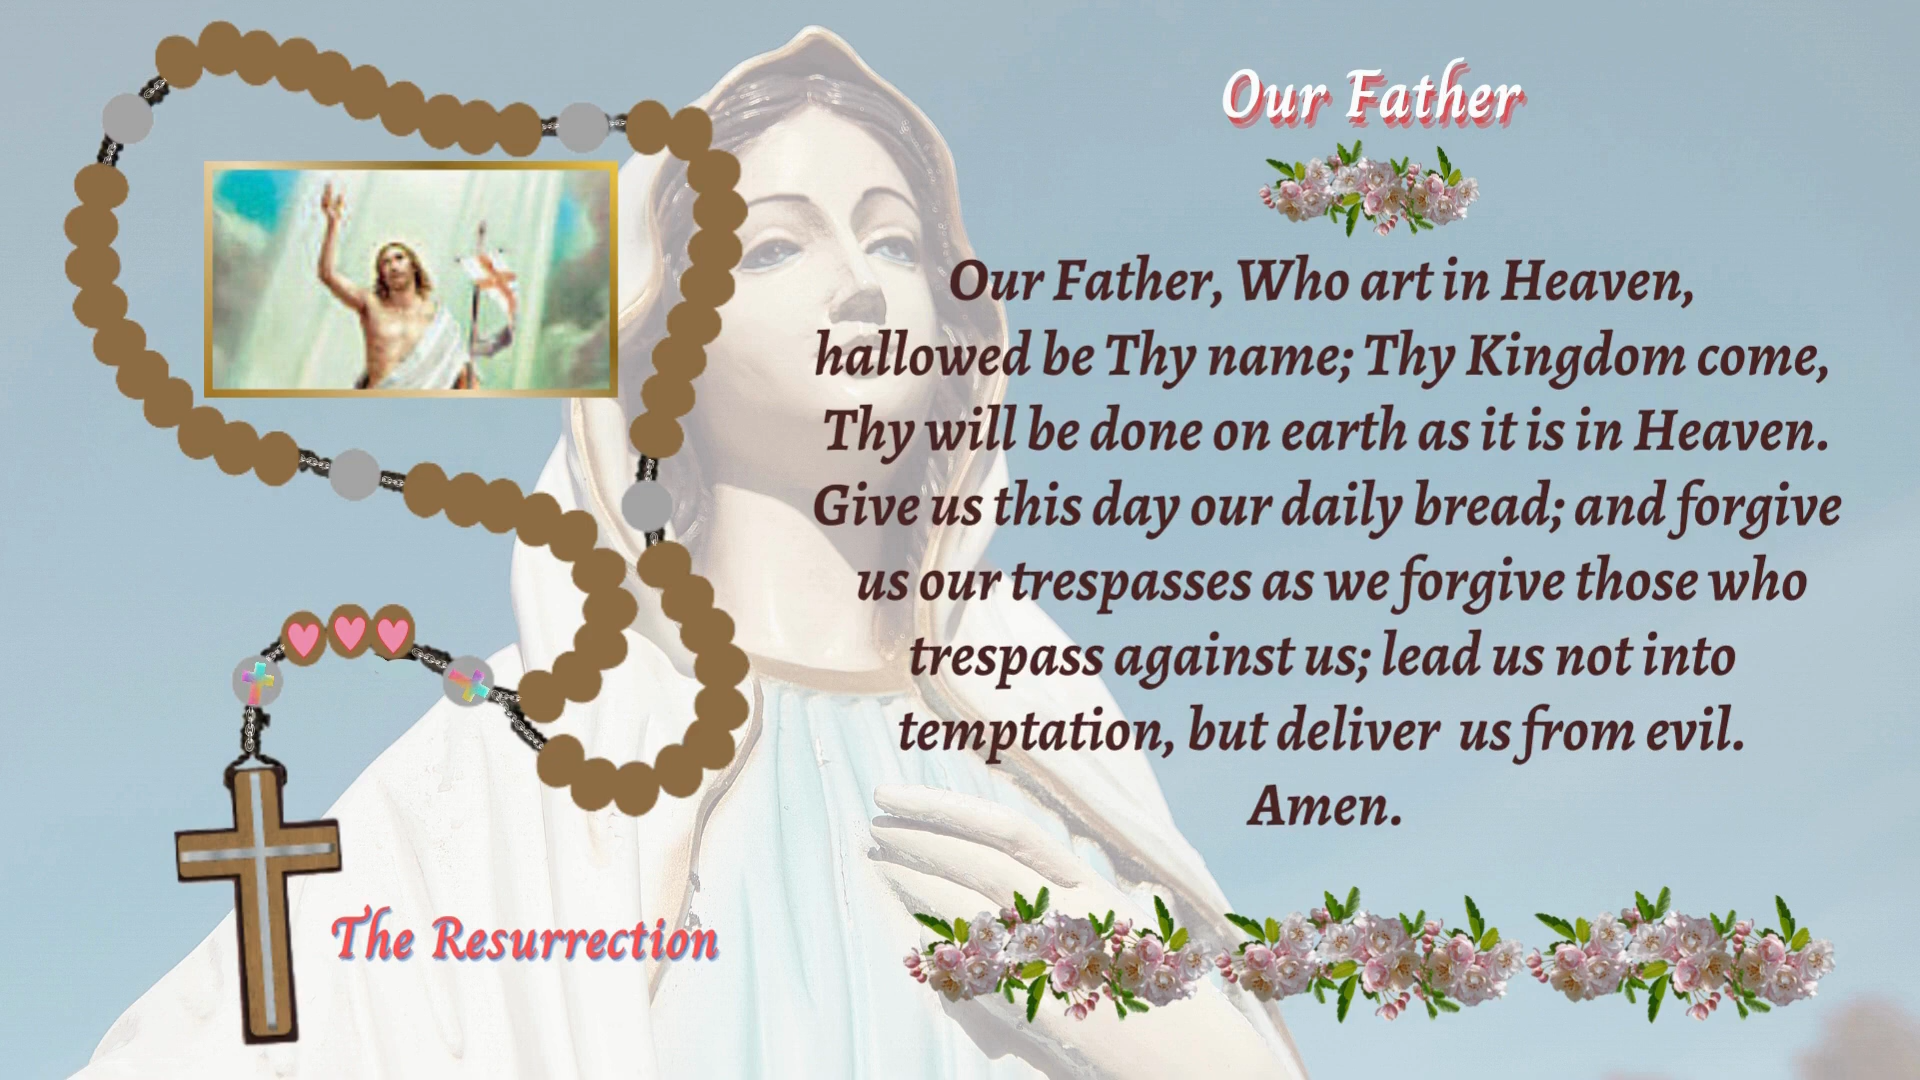 Our Father
Our Father, Who art in Heaven,
hallowed be Thy name; Thy Kingdom come,
Thy will be done on earth as it is in Heaven.
Give us this day our daily bread; and forgive
us our trespasses as we forgive those who
trespass against us; lead us not into
temptation, but deliver us from evil.
Amen.
The Resurrection